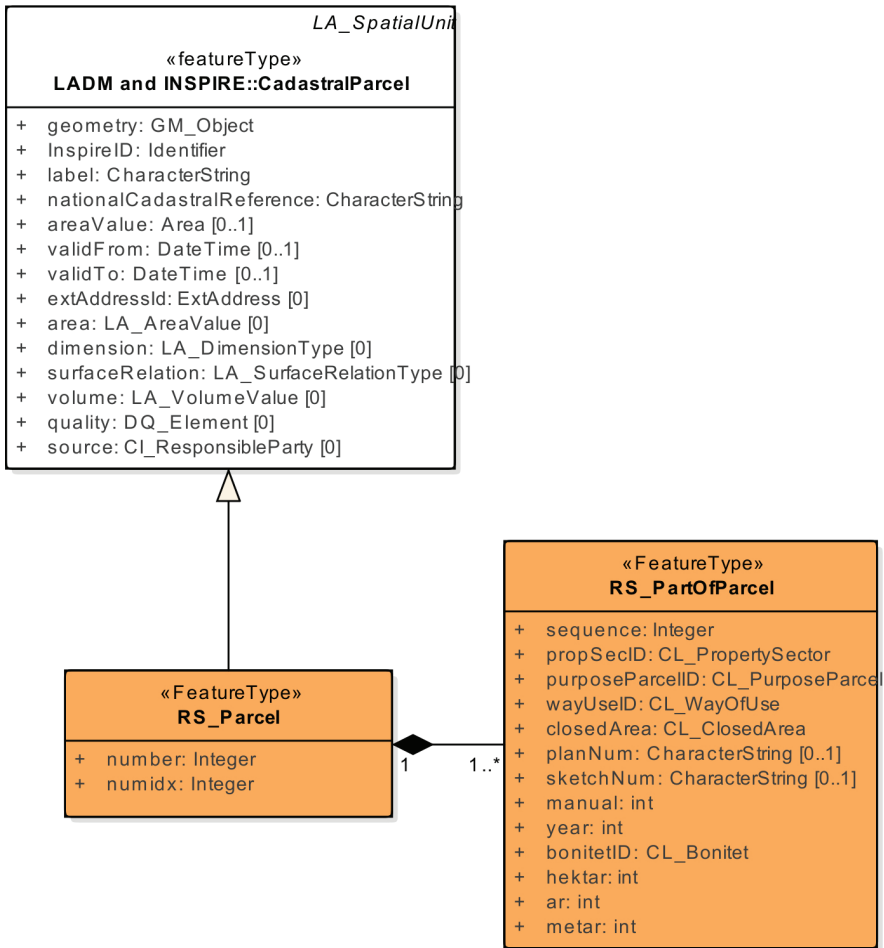 LA_SpatialUnit
«featureType»
LADM and INSPIRE::CadastralParcel
+ geometry: GM_Object
+ InspireID: Identifier
+ label: CharacterString
+ nationalCadastralReference: CharacterString
+ areaValue: Area [0..1]
+ validFrom: DateTime [0..1]
+ validTo: DateTime [0..1]
+ extAddressId: ExtAddress [0]
+ area: LA_AreaValue [0]
+ dimension: LA_DimensionType [0]
+ surfaceRelation: LA_SurfaceRelationType [0]
+ volume: LA_VolumeValue [0]
+ quality: DQ_Element [0]
+ source: CI_ResponsibleParty [0]
«FeatureType»
RS_Parcel
+ number: Integer
+ numidx: Integer
1
1..*
«FeatureType»
RS_PartOfParcel
+ sequence: Integer
+ propSecID: CL_PropertySector
+ purposeParcelID: CL_PurposeParcel
+ wayUseID: CL_WayOfUse
+ closedArea: CL_ClosedArea
+ planNum: CharacterString [0..1]
+ sketchNum: CharacterString [0..1]
+ manual: int
+ year: int
+ bonitetID: CL_Bonitet
+ hektar: int
+ ar: int
+ metar: int